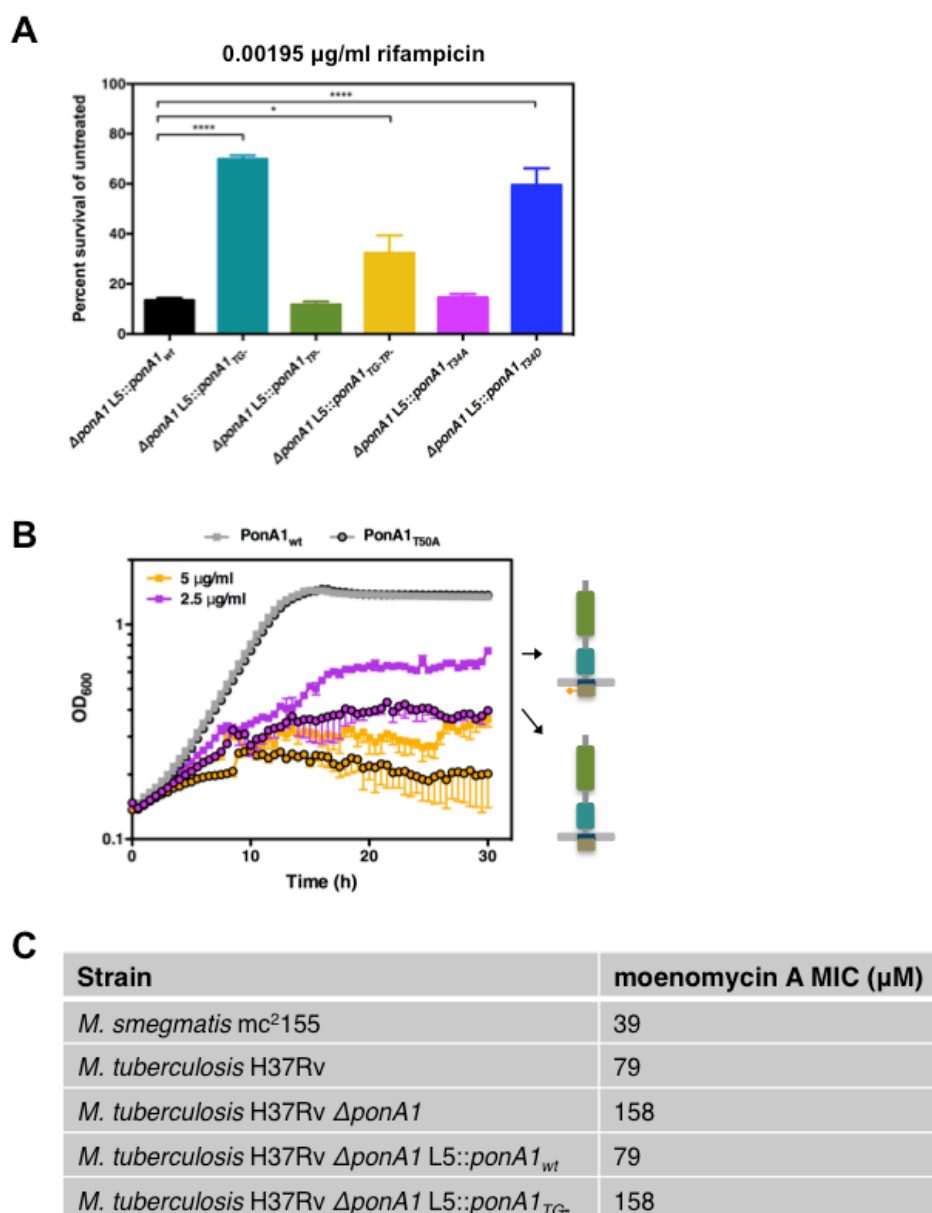 A
0.00195 µg/ml rifampicin
****
*
****
Percent survival of untreated
100
80
60
40
20
0
ΔponA1 L5::ponA1wt
ΔponA1 L5::ponA1TG-
ΔponA1 L5::ponA1TP-
ΔponA1 L5::ponA1TG-TP-
ΔponA1 L5::ponA1T34A
ΔponA1 L5::ponA1T34D
B
PonA1wt PonA1T50A
5 µg/ml
2.5 µg/ml
OD600
1
0.1
0 10 20 30
Time (h)
C
Strain moenomycin A MIC (µM)
M. smegmatis mc²155 39
M. tuberculosis H37Rv 79
M. tuberculosis H37Rv ΔponA1 158
M. tuberculosis H37Rv ΔponA1 L5::ponA1wt 79
M. tuberculosis H37Rv ΔponA1 L5::ponA1TG- 158